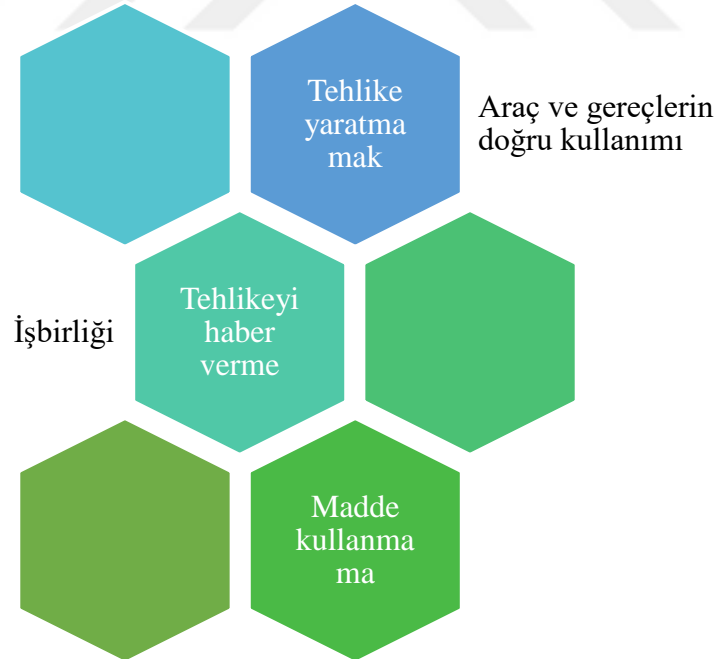 Tehlike
yaratma
mak
Araç ve gereçlerin
doğru kullanımı
İşbirliği
Tehlikeyi
haber
verme
Madde
kullanma
ma